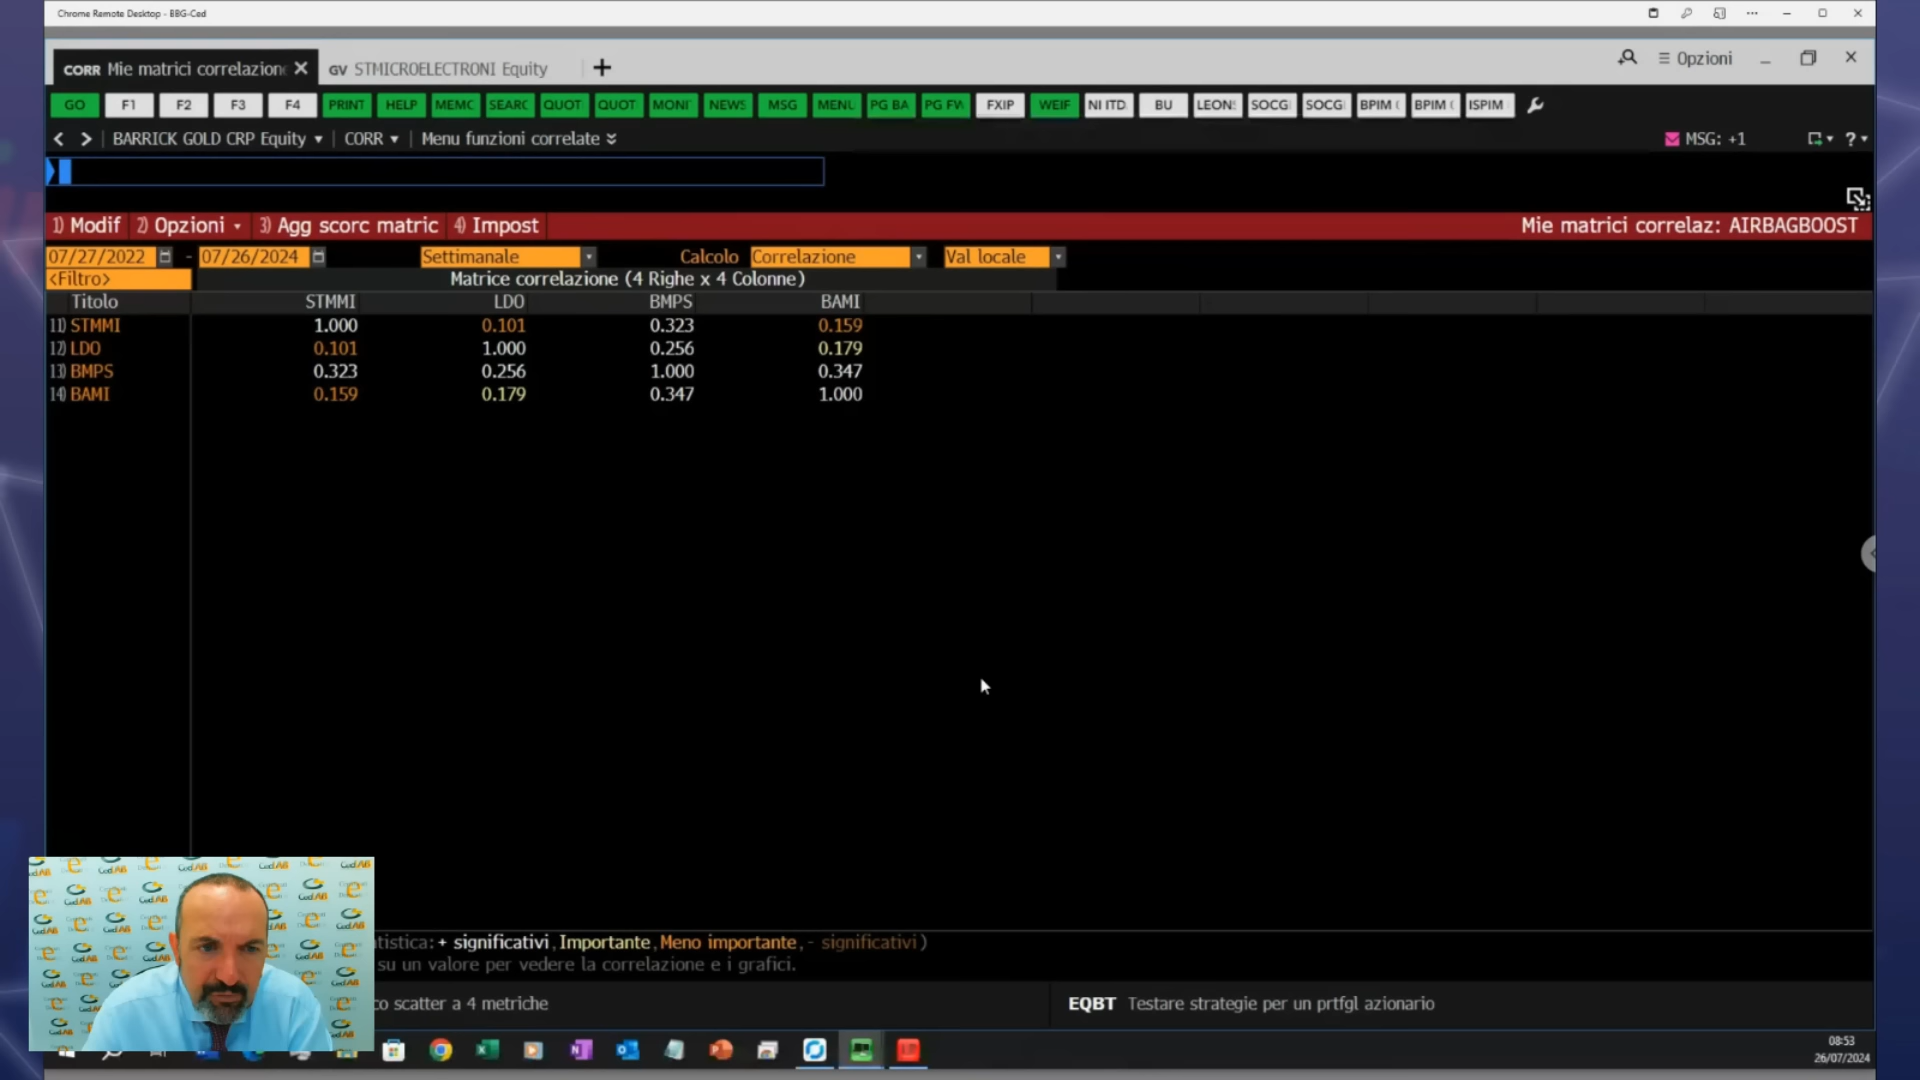 Chrome Remote Desktop - BBG-Ced
CORR Mie matrici correlazion
GV STMICROELECTRONI Equity
Opzioni
GO F1 F2 F3 F4 PRINT HELP MEMC SEARC QUOT QUOT MONI NEWS MSG MENU PG BA PG FW FXIP WEIF NI ITD BU LEON: SOCG SOCG BPIM ( BPIM ( ISPIM
BARRICK GOLD CRP Equity CORR Menu funzioni correlate
MSG: +1 ?
1) Modif 2) Opzioni 3) Agg scorc matric 4) Impost Mie matrici correlaz: AIRBAGBOOST
07/27/2022 - 07/26/2024 Settimanale Calcolo Correlazione Val locale
<Filtro> Matrice correlazione (4 Righe x 4 Colonne)
Titolo STMMI LDO BMPS BAMI
11) STMMI 1.000 0.101 0.323 0.159
12) LDO 0.101 1.000 0.256 0.179
13) BMPS 0.323 0.256 1.000 0.347
14) BAMI 0.159 0.179 0.347 1.000
tistica: + significativi, Importante, Meno importante, - significativi)
su un valore per vedere la correlazione e i grafici.
co scatter a 4 metriche
EQBT Testare strategie per un prtfgl azionario
08:53
26/07/2024